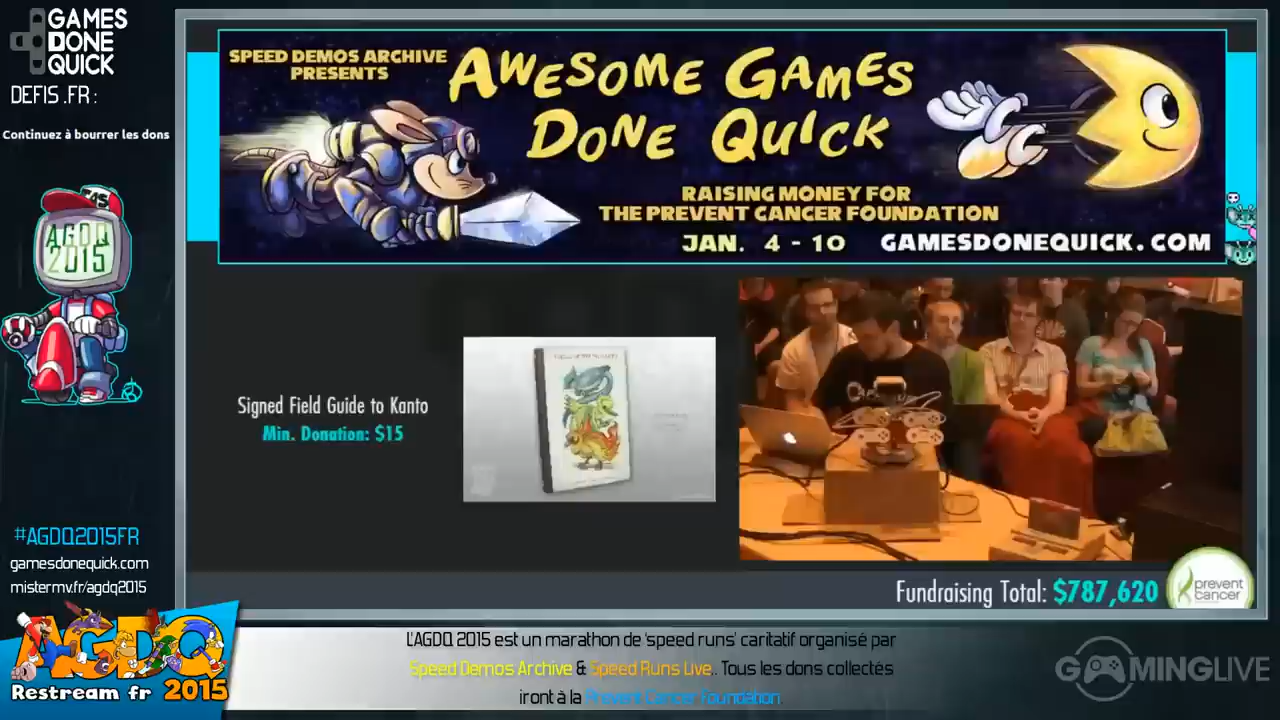 GAMES
DONE
QUICK
DEFIS .FR :
Continuez à bourrer les dons
AGDQ
2015
#AGDQ2015FR
gamesdonequick.com
mistermv.fr/agdq2015
AGDQ
Restream fr 2015
SPEED DEMOS ARCHIVE
PRESENTS
AWESOME GAMES
DONE QUICK
RAISING MONEY FOR
THE PREVENT CANCER FOUNDATION
JAN. 4 - 10 GAMESDONEQUICK.COM
Signed Field Guide to Kanto
Min. Donation: $15
Fundraising Total: $787,620
prevent
cancer
L'AGDQ 2015 est un marathon de 'speed runs' caritatif organisé par
Speed Demos Archive & Speed Runs Live.. Tous les dons collectés
iront à la Prevent Cancer Foundation
GAMINGLIVE